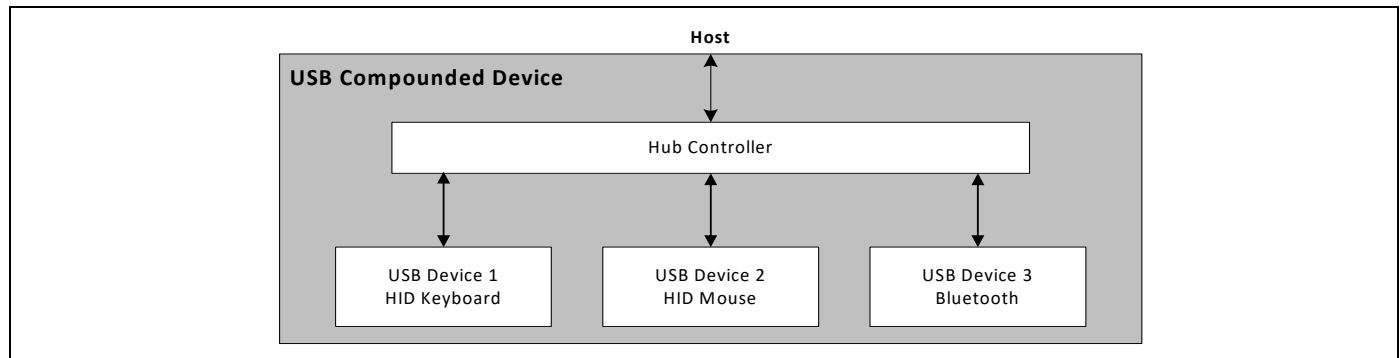 Host
USB Compounded Device
Hub Controller
USB Device 1
HID Keyboard
USB Device 2
HID Mouse
USB Device 3
Bluetooth